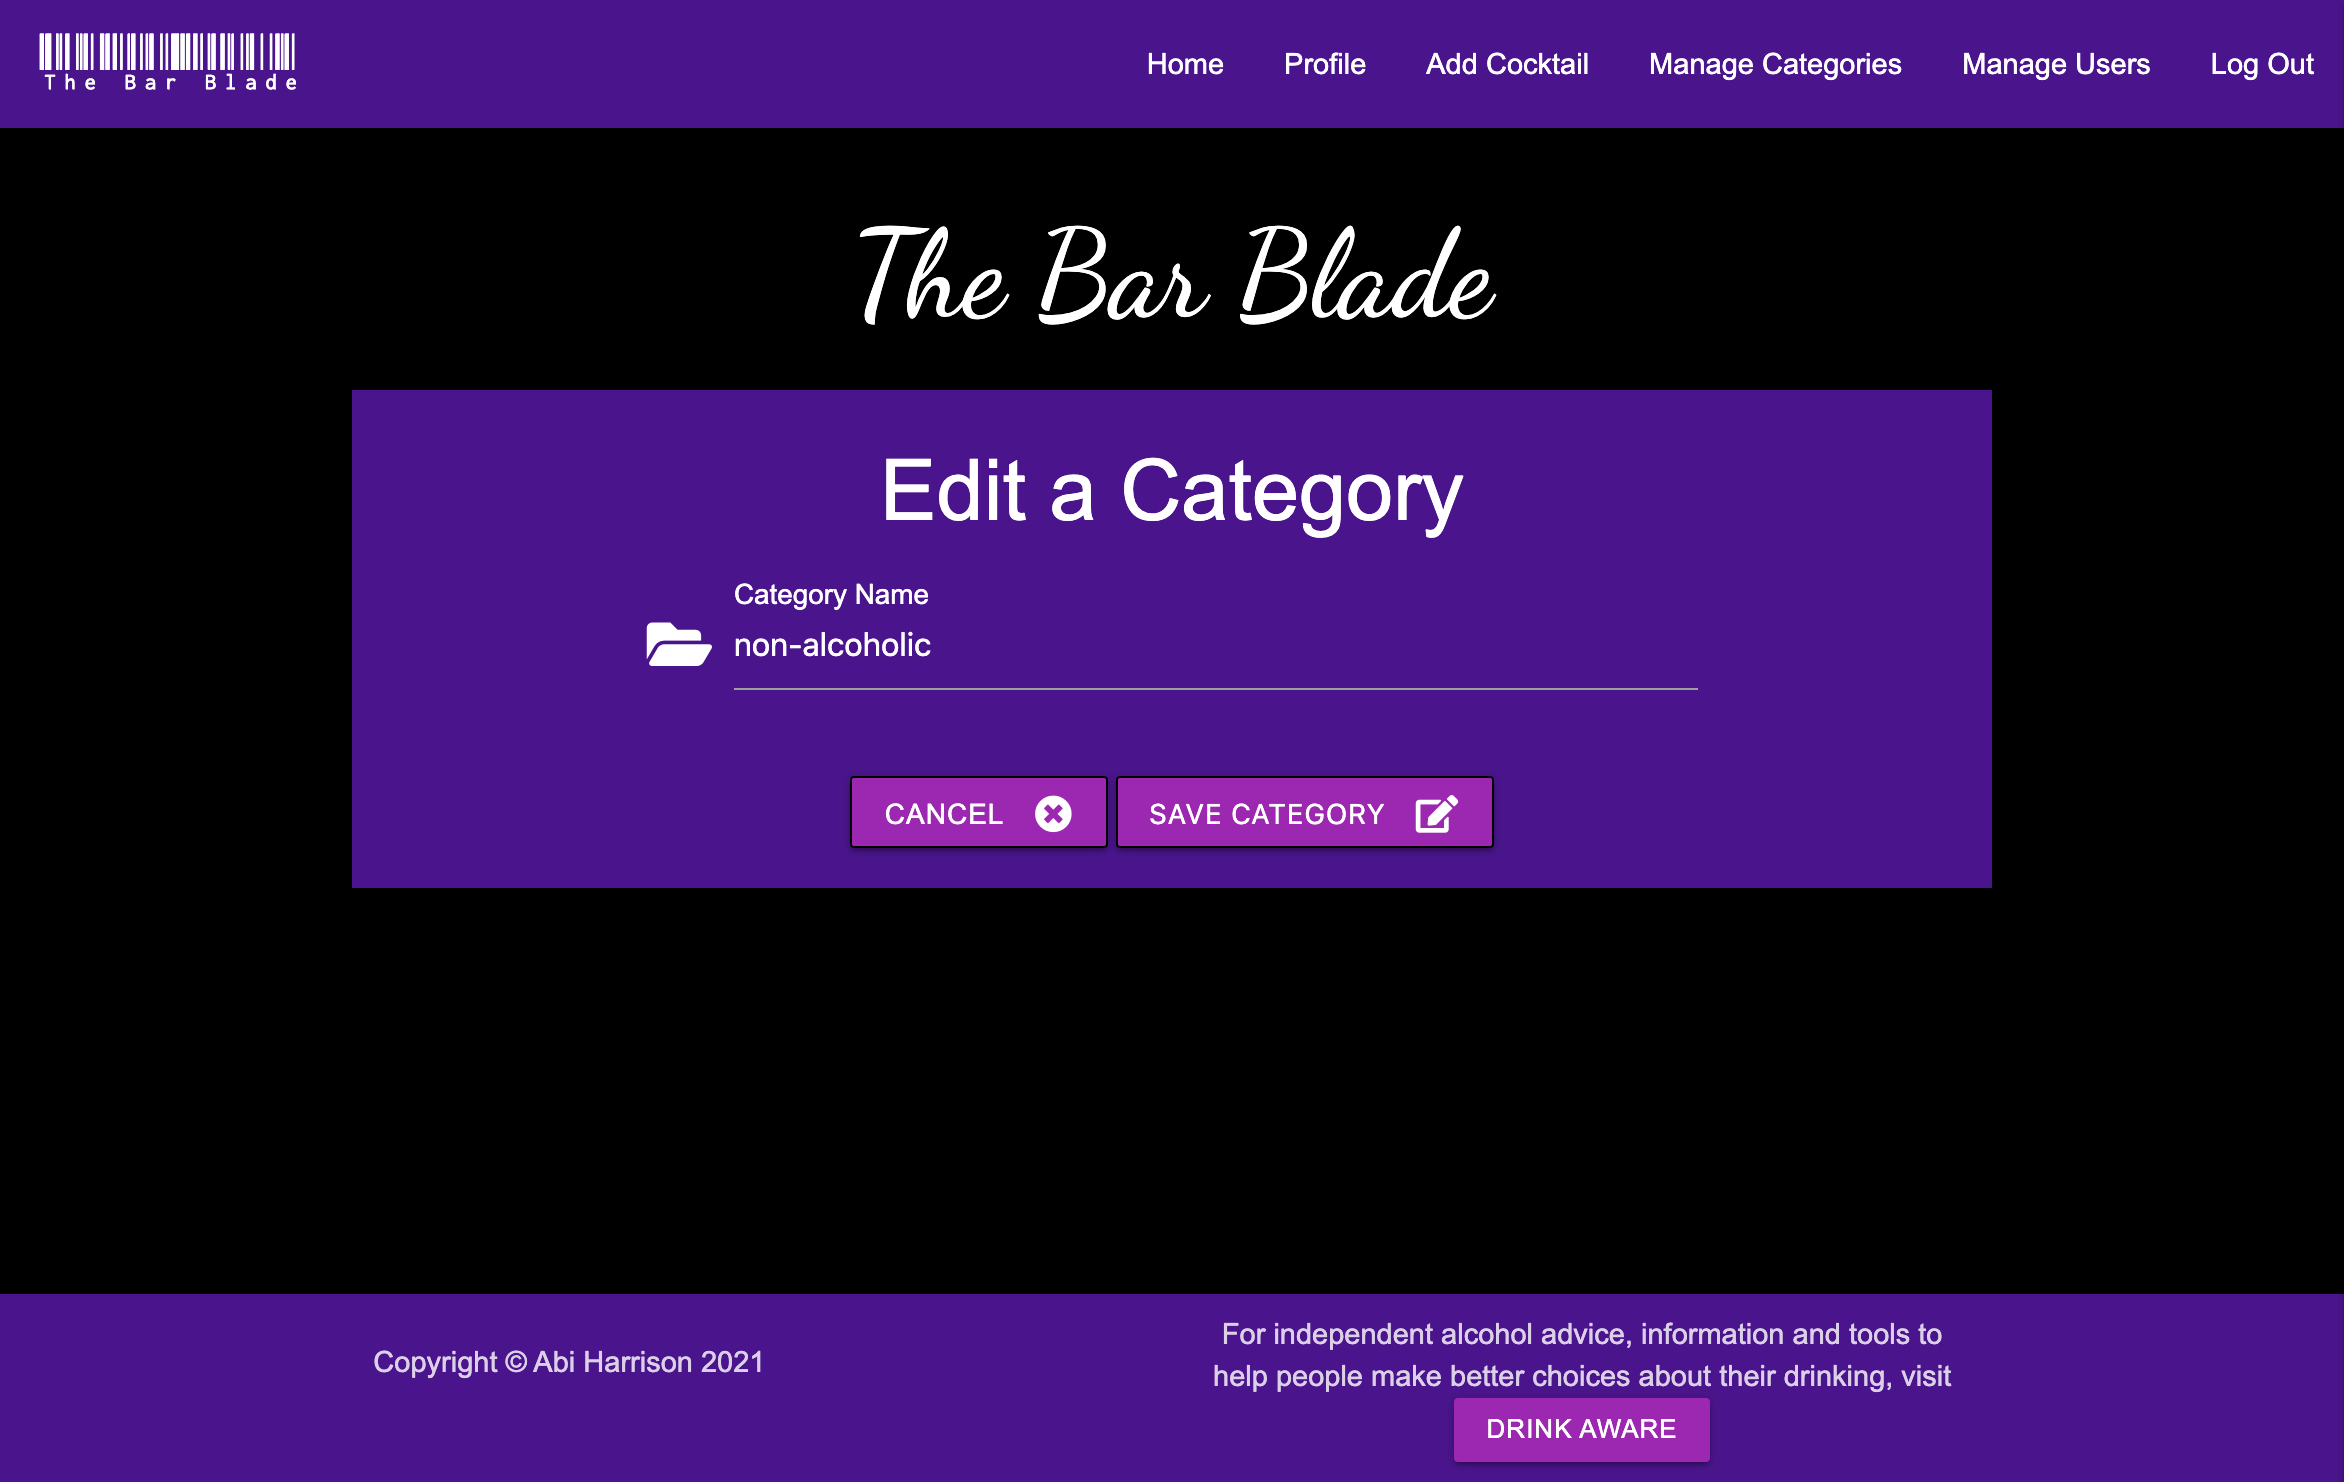 The Bar Blade
Home Profile Add Cocktail Manage Categories Manage Users Log Out
The Bar Blade
Edit a Category
Category Name
non-alcoholic
CANCEL SAVE CATEGORY
Copyright © Abi Harrison 2021
For independent alcohol advice, information and tools to
help people make better choices about their drinking, visit
DRINK AWARE